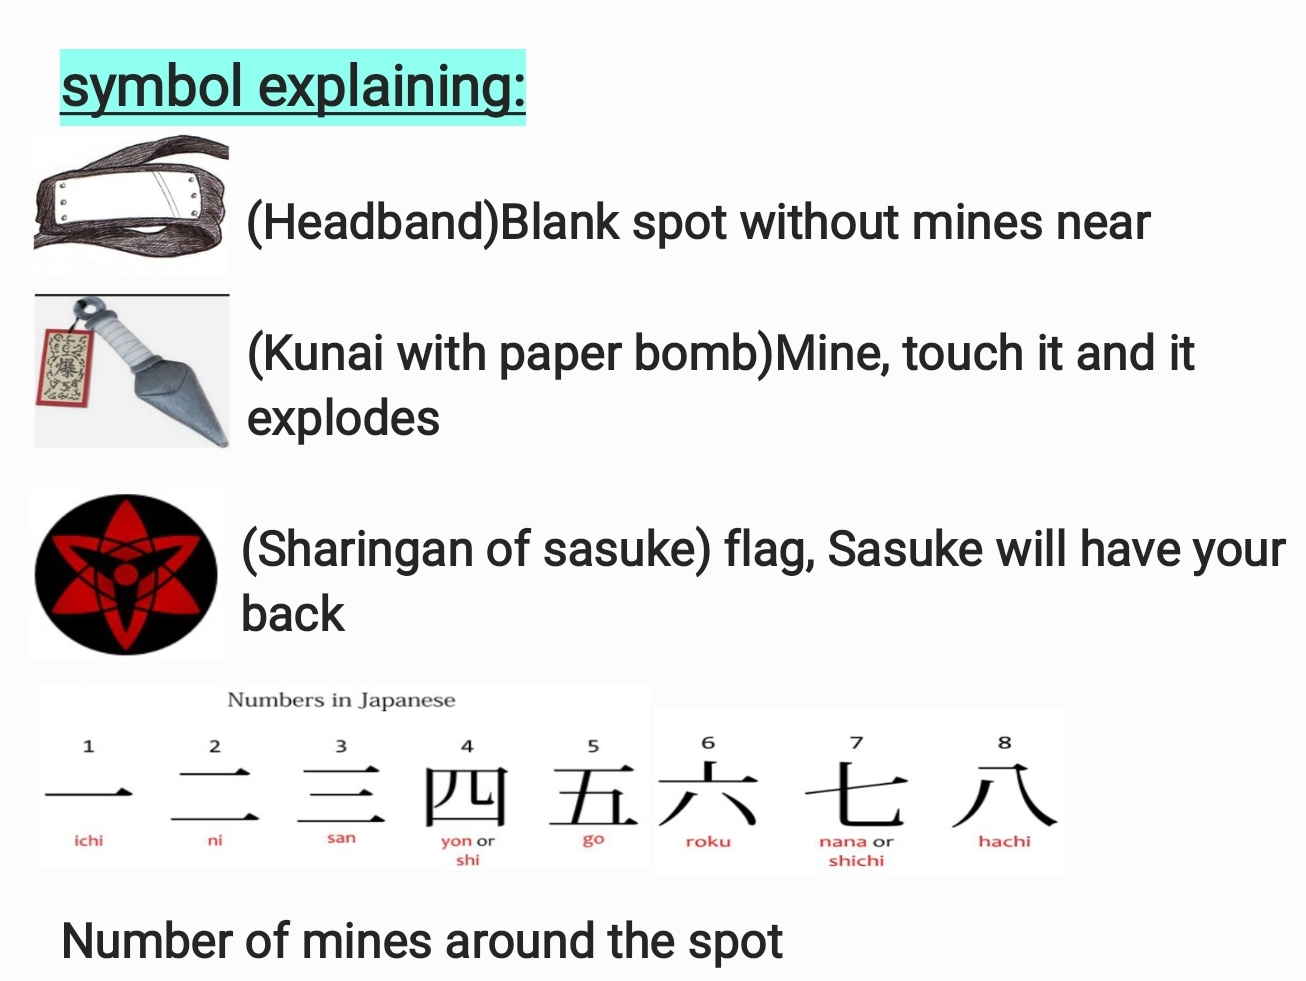 symbol explaining:
(Headband)Blank spot without mines near
爆
(Kunai with paper bomb)Mine, touch it and it
explodes
(Sharingan of sasuke) flag, Sasuke will have your
back
Numbers in Japanese
1 2 3 4 5 6 7 8
一 二 三 四 五 六 七 八
ichi ni san yon or go roku nana or hachi
shi shichi
Number of mines around the spot